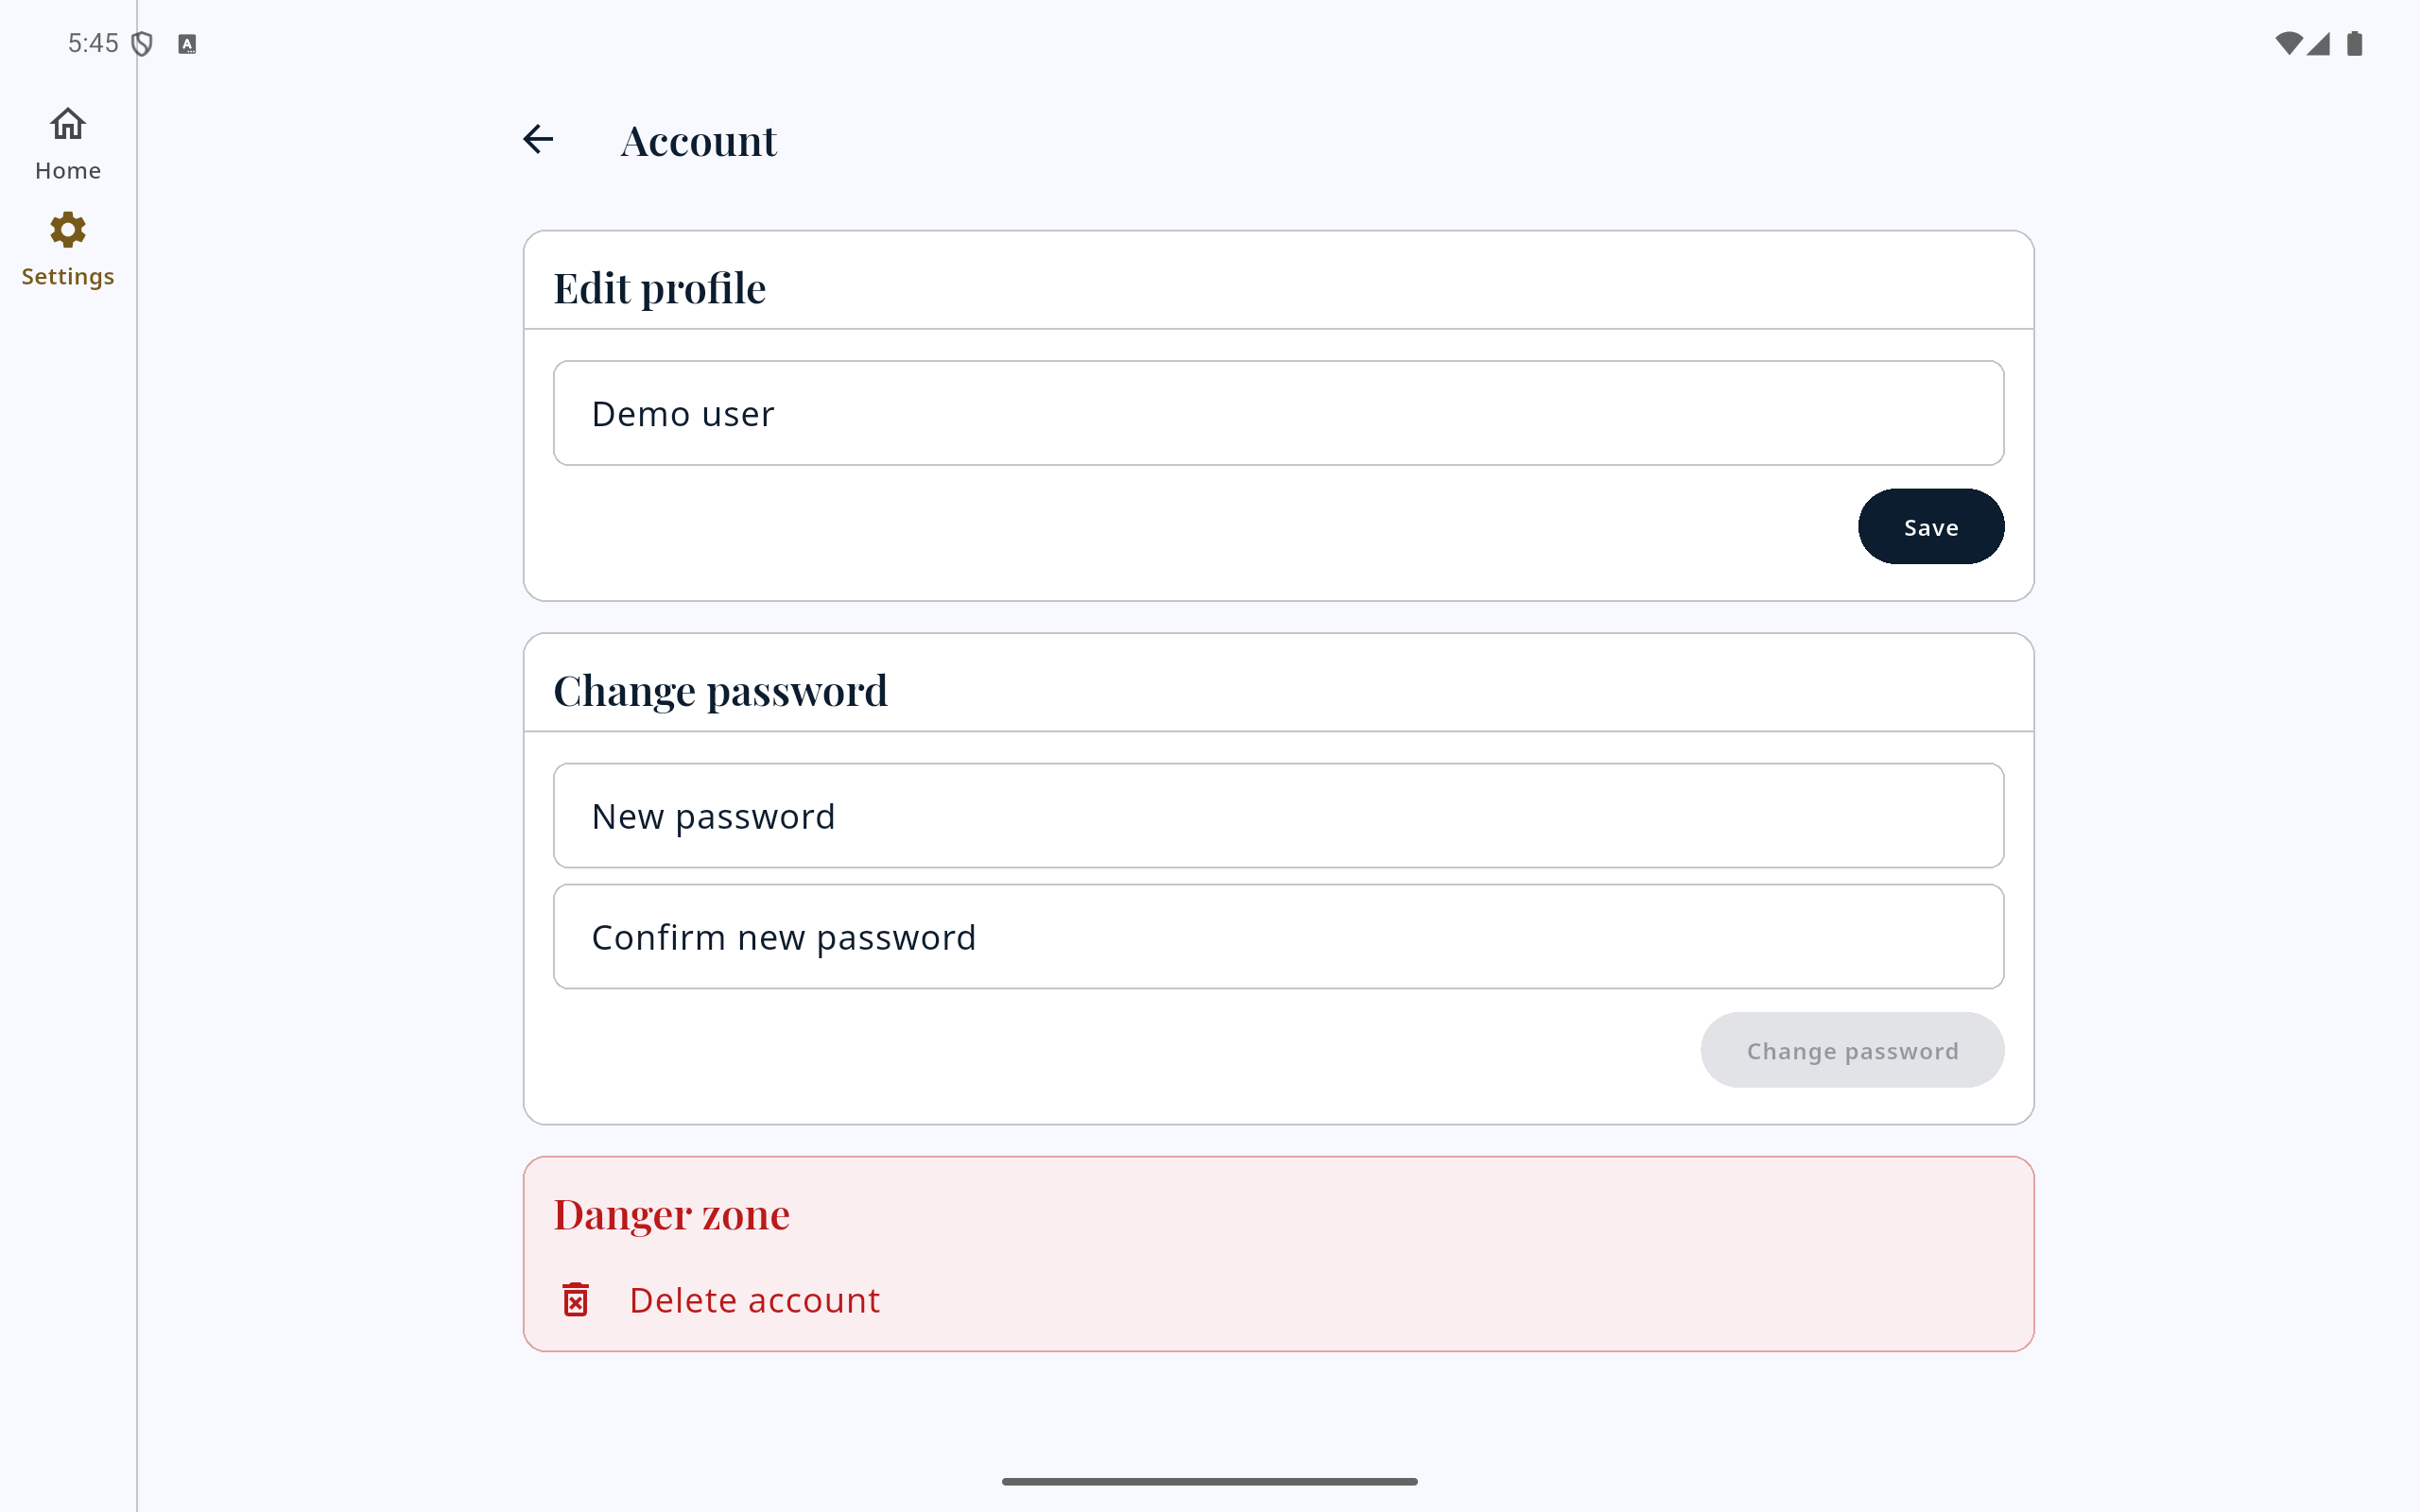 5:45
Home
Settings
Account
Edit profile
Demo user
Save
Change password
New password
Confirm new password
Change password
Danger zone
Delete account